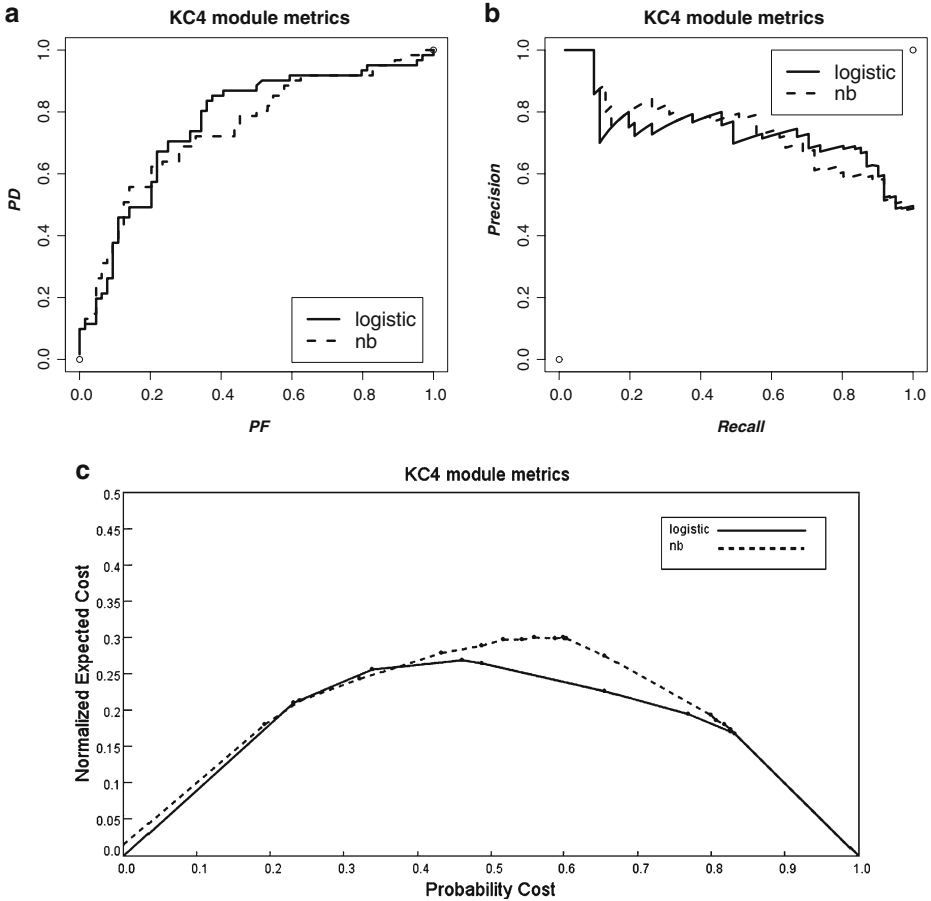 a
KC4 module metrics
PD
1.0
0.8
0.6
0.4
0.2
0.0
logistic
nb
0.0 0.2 0.4 0.6 0.8 1.0
PF
b
KC4 module metrics
Precision
1.0
0.8
0.6
0.4
0.2
0.0
logistic
nb
0.0 0.2 0.4 0.6 0.8 1.0
Recall
c
KC4 module metrics
Normalized Expected Cost
0.5
0.45
0.4
0.35
0.3
0.25
0.2
0.15
0.1
0.05
0.0
logistic
nb
0.0 0.1 0.2 0.3 0.4 0.5 0.6 0.7 0.8 0.9 1.0
Probability Cost